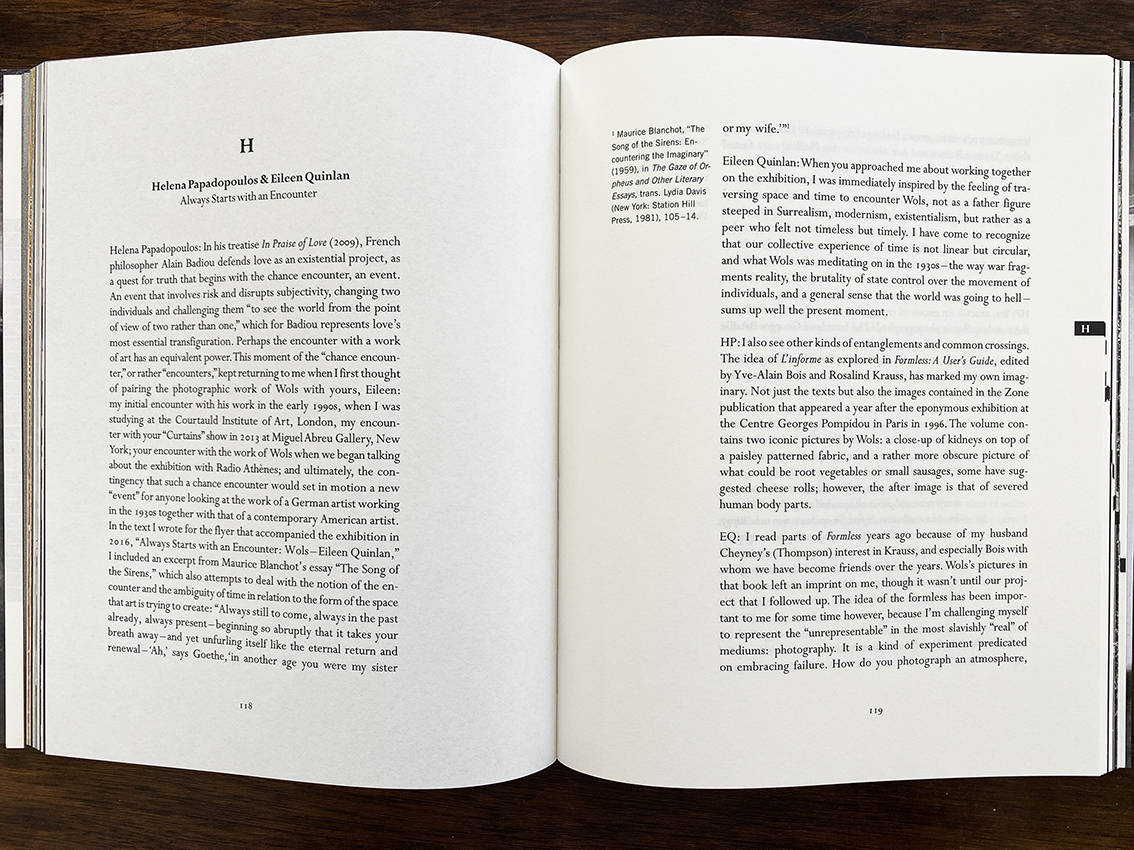 H
Helena Papadopoulos & Eileen Quinlan
Always Starts with an Encounter
Helena Papadopoulos: In his treatise In Praise of Love (2009), French
philosopher Alain Badiou defends love as an existential project, as
a quest for truth that begins with the chance encounter, an event.
An event that involves risk and disrupts subjectivity, changing two
individuals and challenging them “to see the world from the point
of view of two rather than one,” which for Badiou represents love’s
most essential transfiguration. Perhaps the encounter with a work
of art has an equivalent power. This moment of the “chance encoun-
ter,” or rather “encounters,” kept returning to me when I first thought
of pairing the photographic work of Wols with yours, Eileen:
my initial encounter with his work in the early 1990s, when I was
studying at the Courtauld Institute of Art, London, my encoun-
ter with your “Curtains” show in 2013 at Miguel Abreu Gallery, New
York; your encounter with the work of Wols when we began talking
about the exhibition with Radio Athènes; and ultimately, the con-
tingency that such a chance encounter would set in motion a new
“event” for anyone looking at the work of a German artist working
in the 1930s together with that of a contemporary American artist.
In the text I wrote for the flyer that accompanied the exhibition in
2016, “Always Starts with an Encounter: Wols—Eileen Quinlan,”
I included an excerpt from Maurice Blanchot’s essay “The Song of
the Sirens,” which also attempts to deal with the notion of the en-
counter and the ambiguity of time in relation to the form of the space
that art is trying to create: “Always still to come, always in the past
already, always present—beginning so abruptly that it takes your
breath away—and yet unfurling itself like the eternal return and
renewal—‘Ah,’ says Goethe, ‘in another age you were my sister
118
1 Maurice Blanchot, “The
Song of the Sirens: En-
countering the Imaginary”
(1959), in The Gaze of Or-
pheus and Other Literary
Essays, trans. Lydia Davis
(New York: Station Hill
Press, 1981), 105–14.
or my wife.’”1
Eileen Quinlan: When you approached me about working together
on the exhibition, I was immediately inspired by the feeling of tra-
versing space and time to encounter Wols, not as a father figure
steeped in Surrealism, modernism, existentialism, but rather as a
peer who felt not timeless but timely. I have come to recognize
that our collective experience of time is not linear but circular,
and what Wols was meditating on in the 1930s—the way war frag-
ments reality, the brutality of state control over the movement of
individuals, and a general sense that the world was going to hell—
sums up well the present moment.
HP: I also see other kinds of entanglements and common crossings.
The idea of L’informe as explored in Formless: A User’s Guide, edited
by Yve-Alain Bois and Rosalind Krauss, has marked my own imag-
inary. Not just the texts but also the images contained in the Zone
publication that appeared a year after the eponymous exhibition at
the Centre Georges Pompidou in Paris in 1996. The volume con-
tains two iconic pictures by Wols: a close-up of kidneys on top of
a paisley patterned fabric, and a rather more obscure picture of
what could be root vegetables or small sausages, some have sug-
gested cheese rolls; however, the after image is that of severed
human body parts.
EQ: I read parts of Formless years ago because of my husband
Cheyney’s (Thompson) interest in Krauss, and especially Bois with
whom we have become friends over the years. Wols’s pictures in
that book left an imprint on me, though it wasn’t until our proj-
ect that I followed up. The idea of the formless has been impor-
tant to me for some time however, because I’m challenging myself
to represent the “unrepresentable” in the most slavishly “real” of
mediums: photography. It is a kind of experiment predicated
on embracing failure. How do you photograph an atmosphere,
119
H